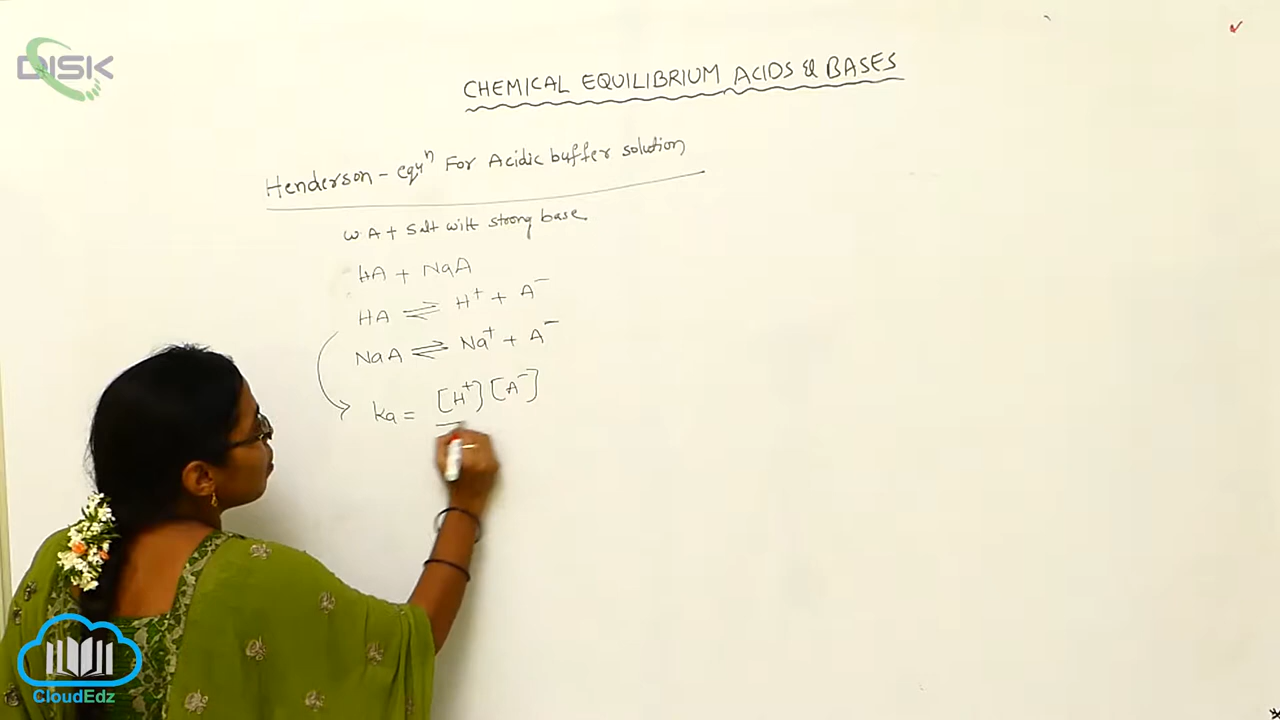 DISK
CHEMICAL EQUILIBRIUM ACIDS & BASES
Henderson - equⁿ For Acidic buffer solution
W.A + Salt with strong base
HA + NaA
HA ⇌ H⁺ + A⁻
NaA ⇌ Na⁺ + A⁻
Ka = [H⁺][A⁻]
CloudEdz